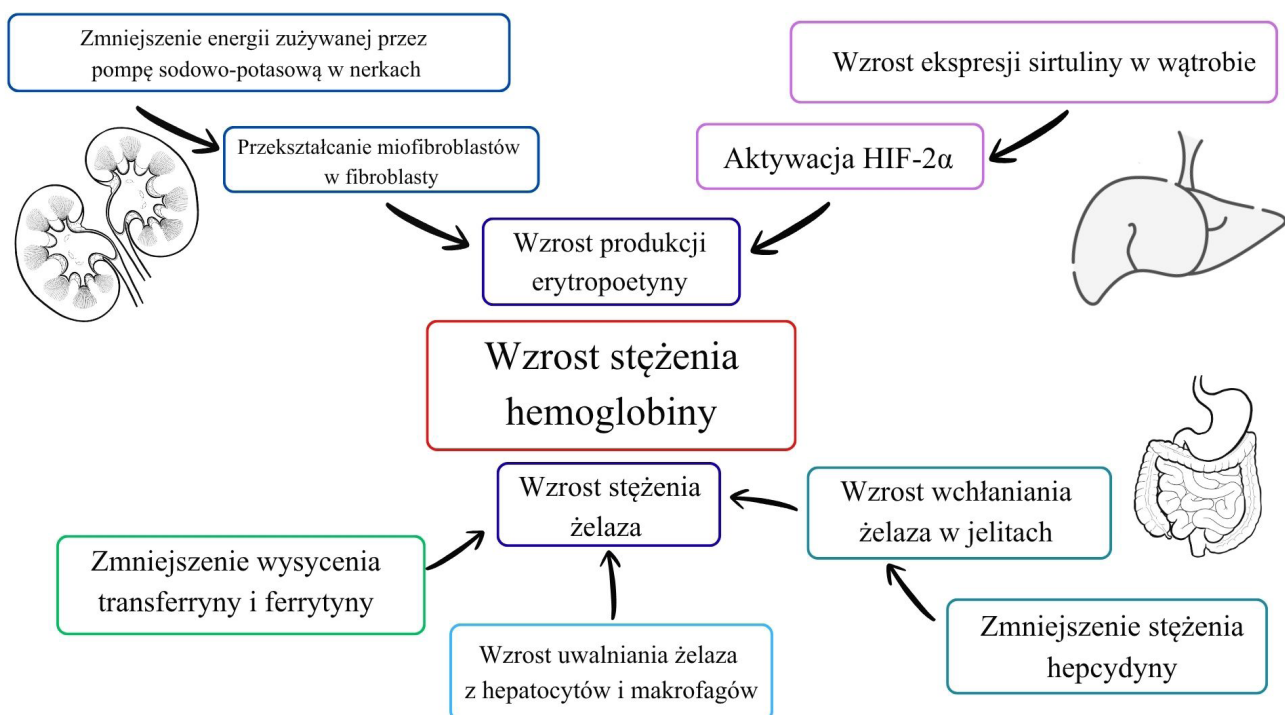 Zmniejszenie energii zużywanej przez
pompę sodowo-potasową w nerkach
Wzrost ekspresji sirtuliny w wątrobie
Przekształcanie miofibroblastów
w fibroblasty
Aktywacja HIF-2α
Wzrost produkcji
erytropoetyny
Wzrost stężenia
hemoglobiny
Wzrost stężenia
żelaza
Wzrost wchłaniania
żelaza w jelitach
Zmniejszenie wysycenia
transferryny i ferrytyny
Zmniejszenie stężenia
hepcydyny
Wzrost uwalniania żelaza
z hepatocytów i makrofagów